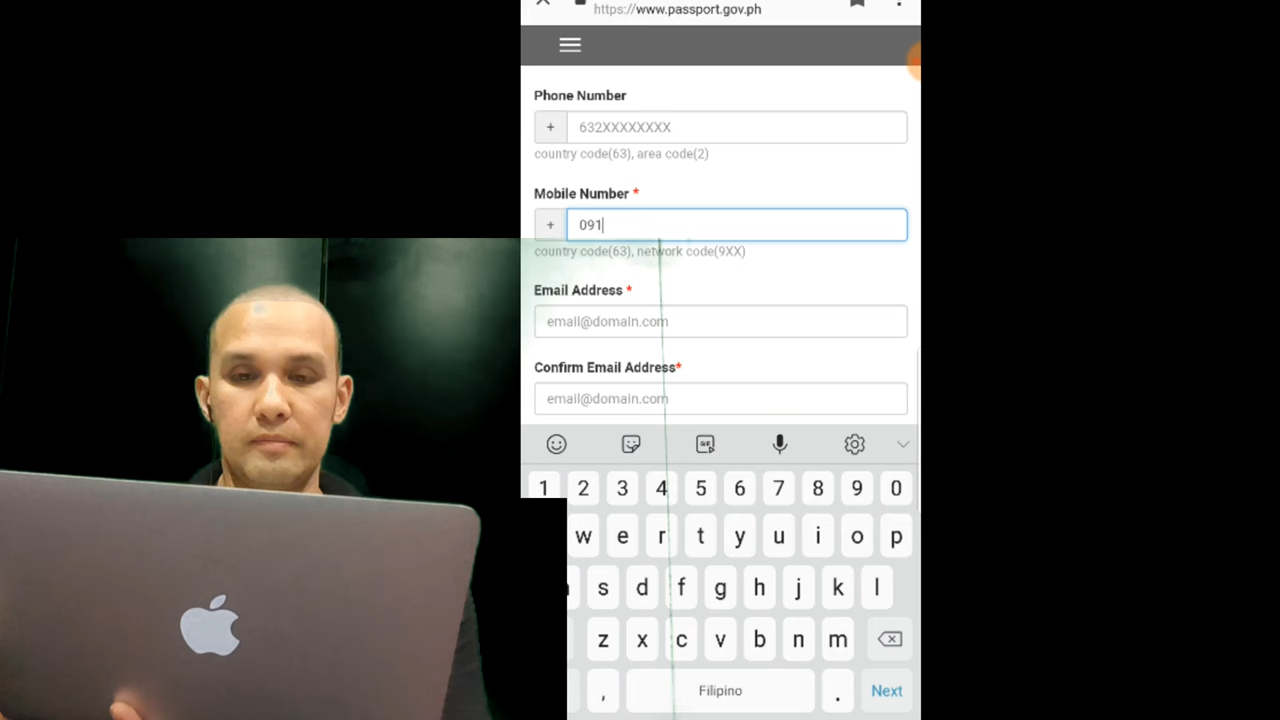 https://www.passport.gov.ph
Phone Number
+ 632XXXXXXXX
country code(63), area code(2)
Mobile Number *
+ 091
country code(63), network code(9XX)
Email Address *
email@domain.com
Confirm Email Address*
email@domain.com
GIF
1 2 3 4 5 6 7 8 9 0
w e r t y u i o p
s d f g h j k l
z x c v b n m
, Filipino . Next